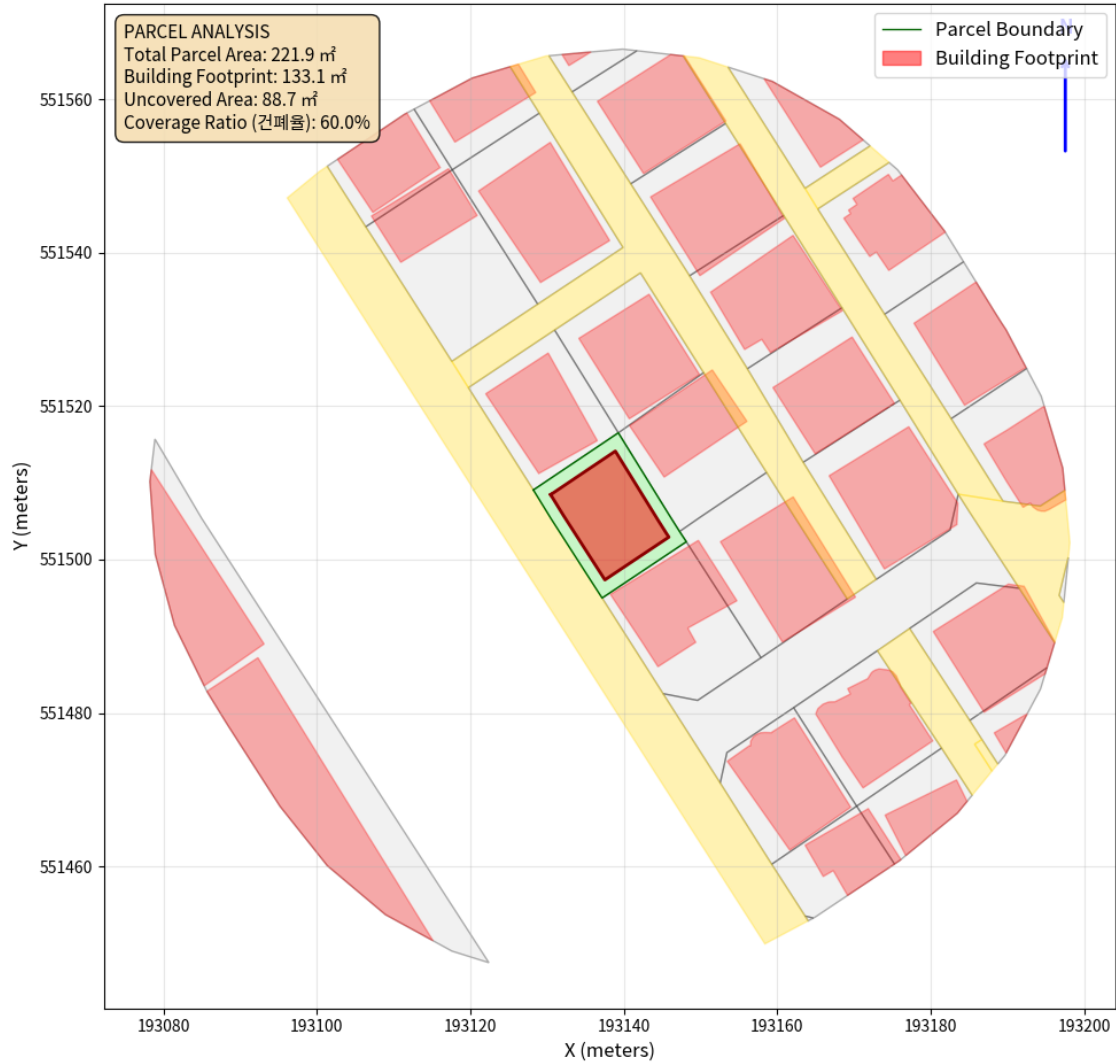 PARCEL ANALYSIS
Total Parcel Area: 221.9 ㎡
Building Footprint: 133.1 ㎡
Uncovered Area: 88.7 ㎡
Coverage Ratio (건폐율): 60.0%
N
Parcel Boundary
Building Footprint
551560
551540
551520
551500
551480
551460
Y (meters)
193080 193100 193120 193140 193160 193180 193200
X (meters)